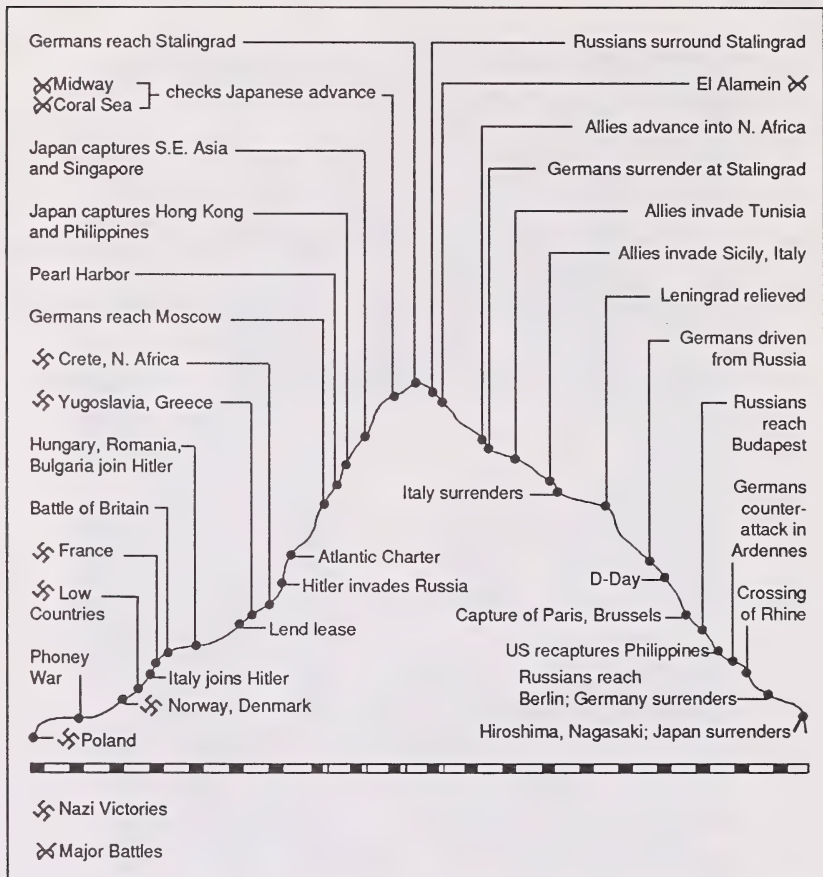 Germans reach Stalingrad
Midway
Coral Sea
checks Japanese advance
Japan captures S.E. Asia
and Singapore
Japan captures Hong Kong
and Philippines
Pearl Harbor
Germans reach Moscow
Crete, N. Africa
Yugoslavia, Greece
Hungary, Romania,
Bulgaria join Hitler
Battle of Britain
France
Low
Countries
Phoney
War
Poland
Norway, Denmark
Italy joins Hitler
Lend lease
Hitler invades Russia
Atlantic Charter
Russians surround Stalingrad
El Alamein
Allies advance into N. Africa
Germans surrender at Stalingrad
Allies invade Tunisia
Allies invade Sicily, Italy
Italy surrenders
Leningrad relieved
Germans driven
from Russia
D-Day
Capture of Paris, Brussels
Russians
reach
Budapest
US recaptures Philippines
Germans
counter-
attack in
Ardennes
Crossing
of Rhine
Russians reach
Berlin; Germany surrenders
Hiroshima, Nagasaki; Japan surrenders
Nazi Victories
Major Battles